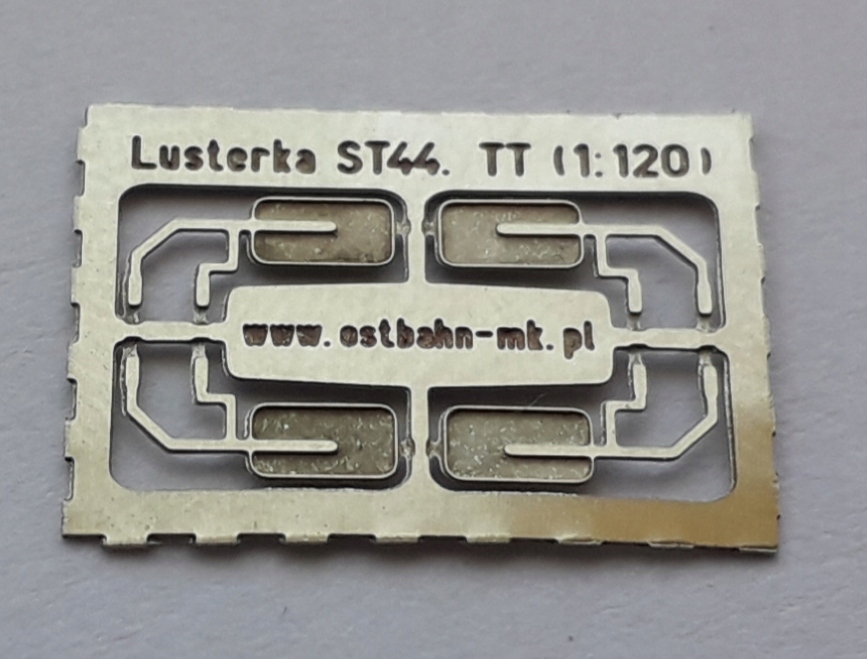 Lusterka ST44. TT (1:120)
www.ostbahn-mk.pl